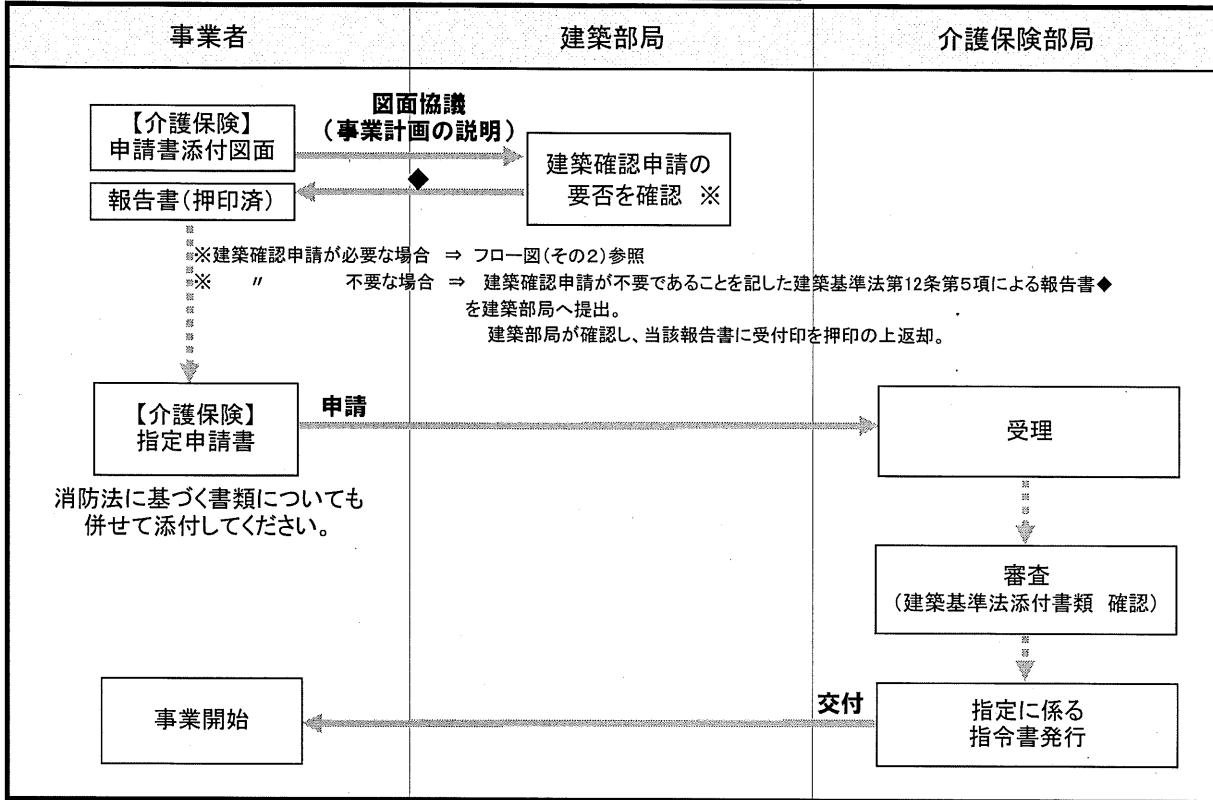 事業者
建築部局
介護保険部局
【介護保険】
申請書添付図面
図面協議
(事業計画の説明)
建築確認申請の
要否を確認 ※
◆
報告書(押印済)
※建築確認申請が必要な場合 ⇒ フロー図(その2)参照
※ 〃 不要な場合 ⇒ 建築確認申請が不要であることを記した建築基準法第12条第5項による報告書◆
を建築部局へ提出。
建築部局が確認し、当該報告書に受付印を押印の上返却。
【介護保険】
指定申請書
申請
受理
消防法に基づく書類についても
併せて添付してください。
審査
(建築基準法添付書類 確認)
事業開始
交付
指定に係る
指令書発行